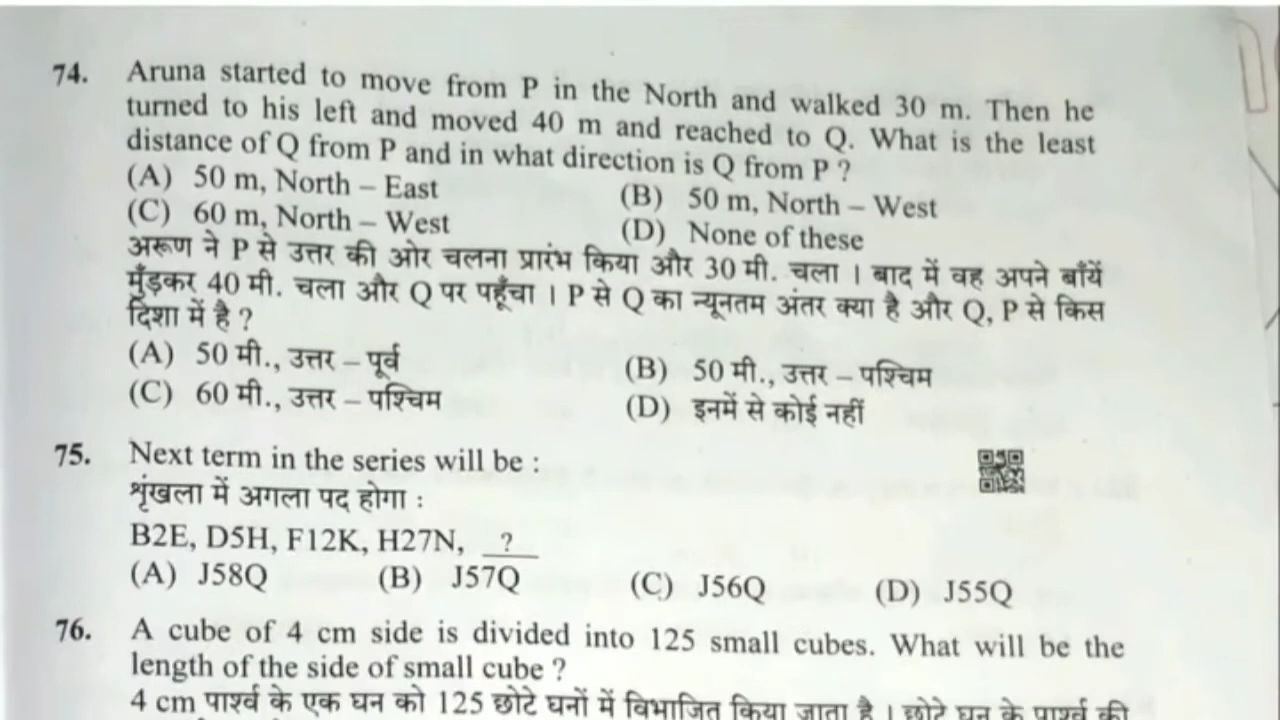 74. Aruna started to move from P in the North and walked 30 m. Then he
turned to his left and moved 40 m and reached to Q. What is the least
distance of Q from P and in what direction is Q from P ?
(A) 50 m, North – East (B) 50 m, North – West
(C) 60 m, North – West (D) None of these
अरूण ने P से उत्तर की ओर चलना प्रारंभ किया और 30 मी. चला । बाद में वह अपने बाँयें
मुँड़कर 40 मी. चला और Q पर पहूँचा । P से Q का न्यूनतम अंतर क्या है और Q, P से किस
दिशा में है ?
(A) 50 मी., उत्तर – पूर्व (B) 50 मी., उत्तर – पश्चिम
(C) 60 मी., उत्तर – पश्चिम (D) इनमें से कोई नहीं
75. Next term in the series will be :
शृंखला में अगला पद होगा :
B2E, D5H, F12K, H27N, ?
(A) J58Q (B) J57Q (C) J56Q (D) J55Q
76. A cube of 4 cm side is divided into 125 small cubes. What will be the
length of the side of small cube ?
4 cm पार्श्व के एक घन को 125 छोटे घनों में विभाजित किया जाता है । छोटे घन के पार्श्व की